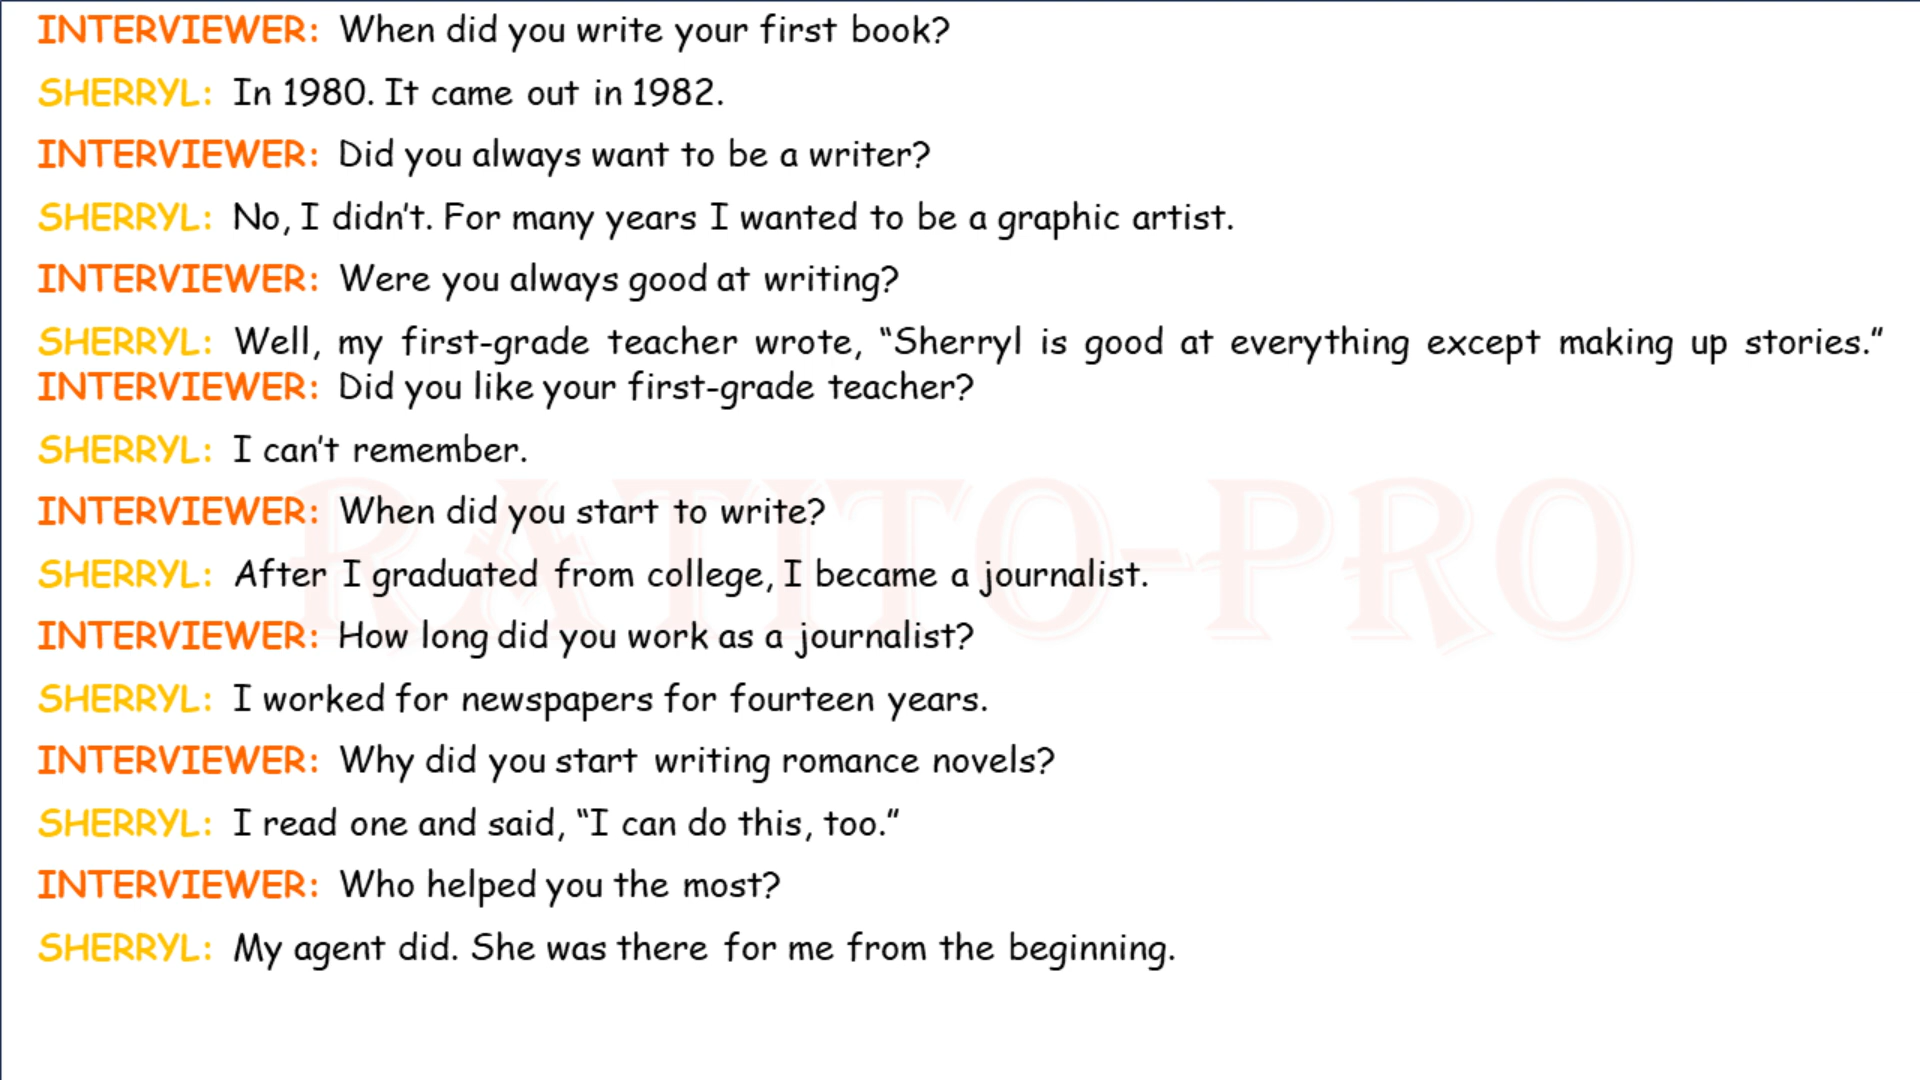 INTERVIEWER: When did you write your first book?
SHERRYL: In 1980. It came out in 1982.
INTERVIEWER: Did you always want to be a writer?
SHERRYL: No, I didn't. For many years I wanted to be a graphic artist.
INTERVIEWER: Were you always good at writing?
SHERRYL: Well, my first-grade teacher wrote, “Sherryl is good at everything except making up stories.”
INTERVIEWER: Did you like your first-grade teacher?
SHERRYL: I can't remember.
RATITO-PRO
INTERVIEWER: When did you start to write?
SHERRYL: After I graduated from college, I became a journalist.
INTERVIEWER: How long did you work as a journalist?
SHERRYL: I worked for newspapers for fourteen years.
INTERVIEWER: Why did you start writing romance novels?
SHERRYL: I read one and said, “I can do this, too.”
INTERVIEWER: Who helped you the most?
SHERRYL: My agent did. She was there for me from the beginning.